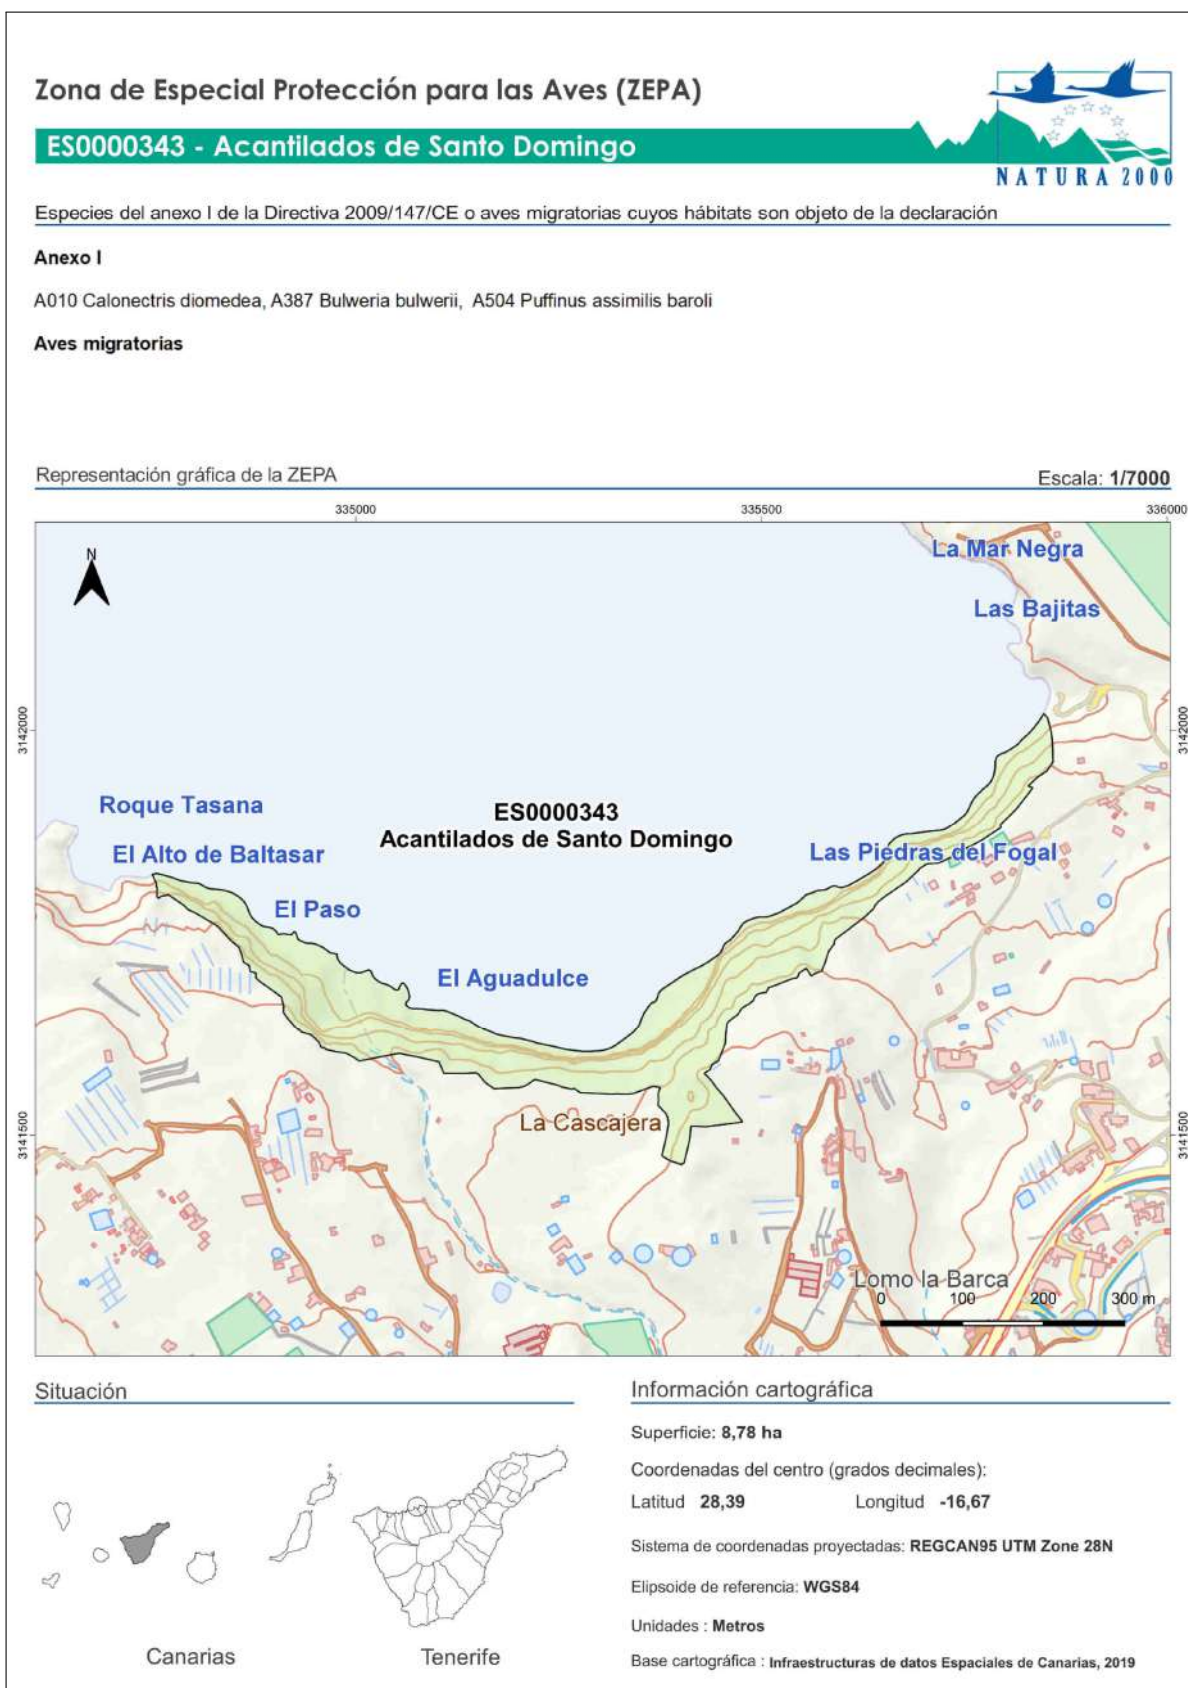 Zona de Especial Protección para las Aves (ZEPA)
ES0000343 - Acantilados de Santo Domingo
NATURA 2000
Especies del anexo I de la Directiva 2009/147/CE o aves migratorias cuyos hábitats son objeto de la declaración
Anexo I
A010 Calonectris diomedea, A387 Bulweria bulwerii, A504 Puffinus assimilis baroli
Aves migratorias
Representación gráfica de la ZEPA
Escala: 1/7000
335000
335500
336000
N
La Mar Negra
Las Bajitas
3142000
3142000
Roque Tasana
ES0000343
Acantilados de Santo Domingo
El Alto de Baltasar
Las Piedras del Fogal
El Paso
El Aguadulce
La Cascajera
3141500
3141500
Lomo la Barca
0 100 200 300 m
Situación
Canarias
Tenerife
Información cartográfica
Superficie: 8,78 ha
Coordenadas del centro (grados decimales):
Latitud 28,39 Longitud -16,67
Sistema de coordenadas proyectadas: REGCAN95 UTM Zone 28N
Elipsoide de referencia: WGS84
Unidades : Metros
Base cartográfica : Infraestructuras de datos Espaciales de Canarias, 2019